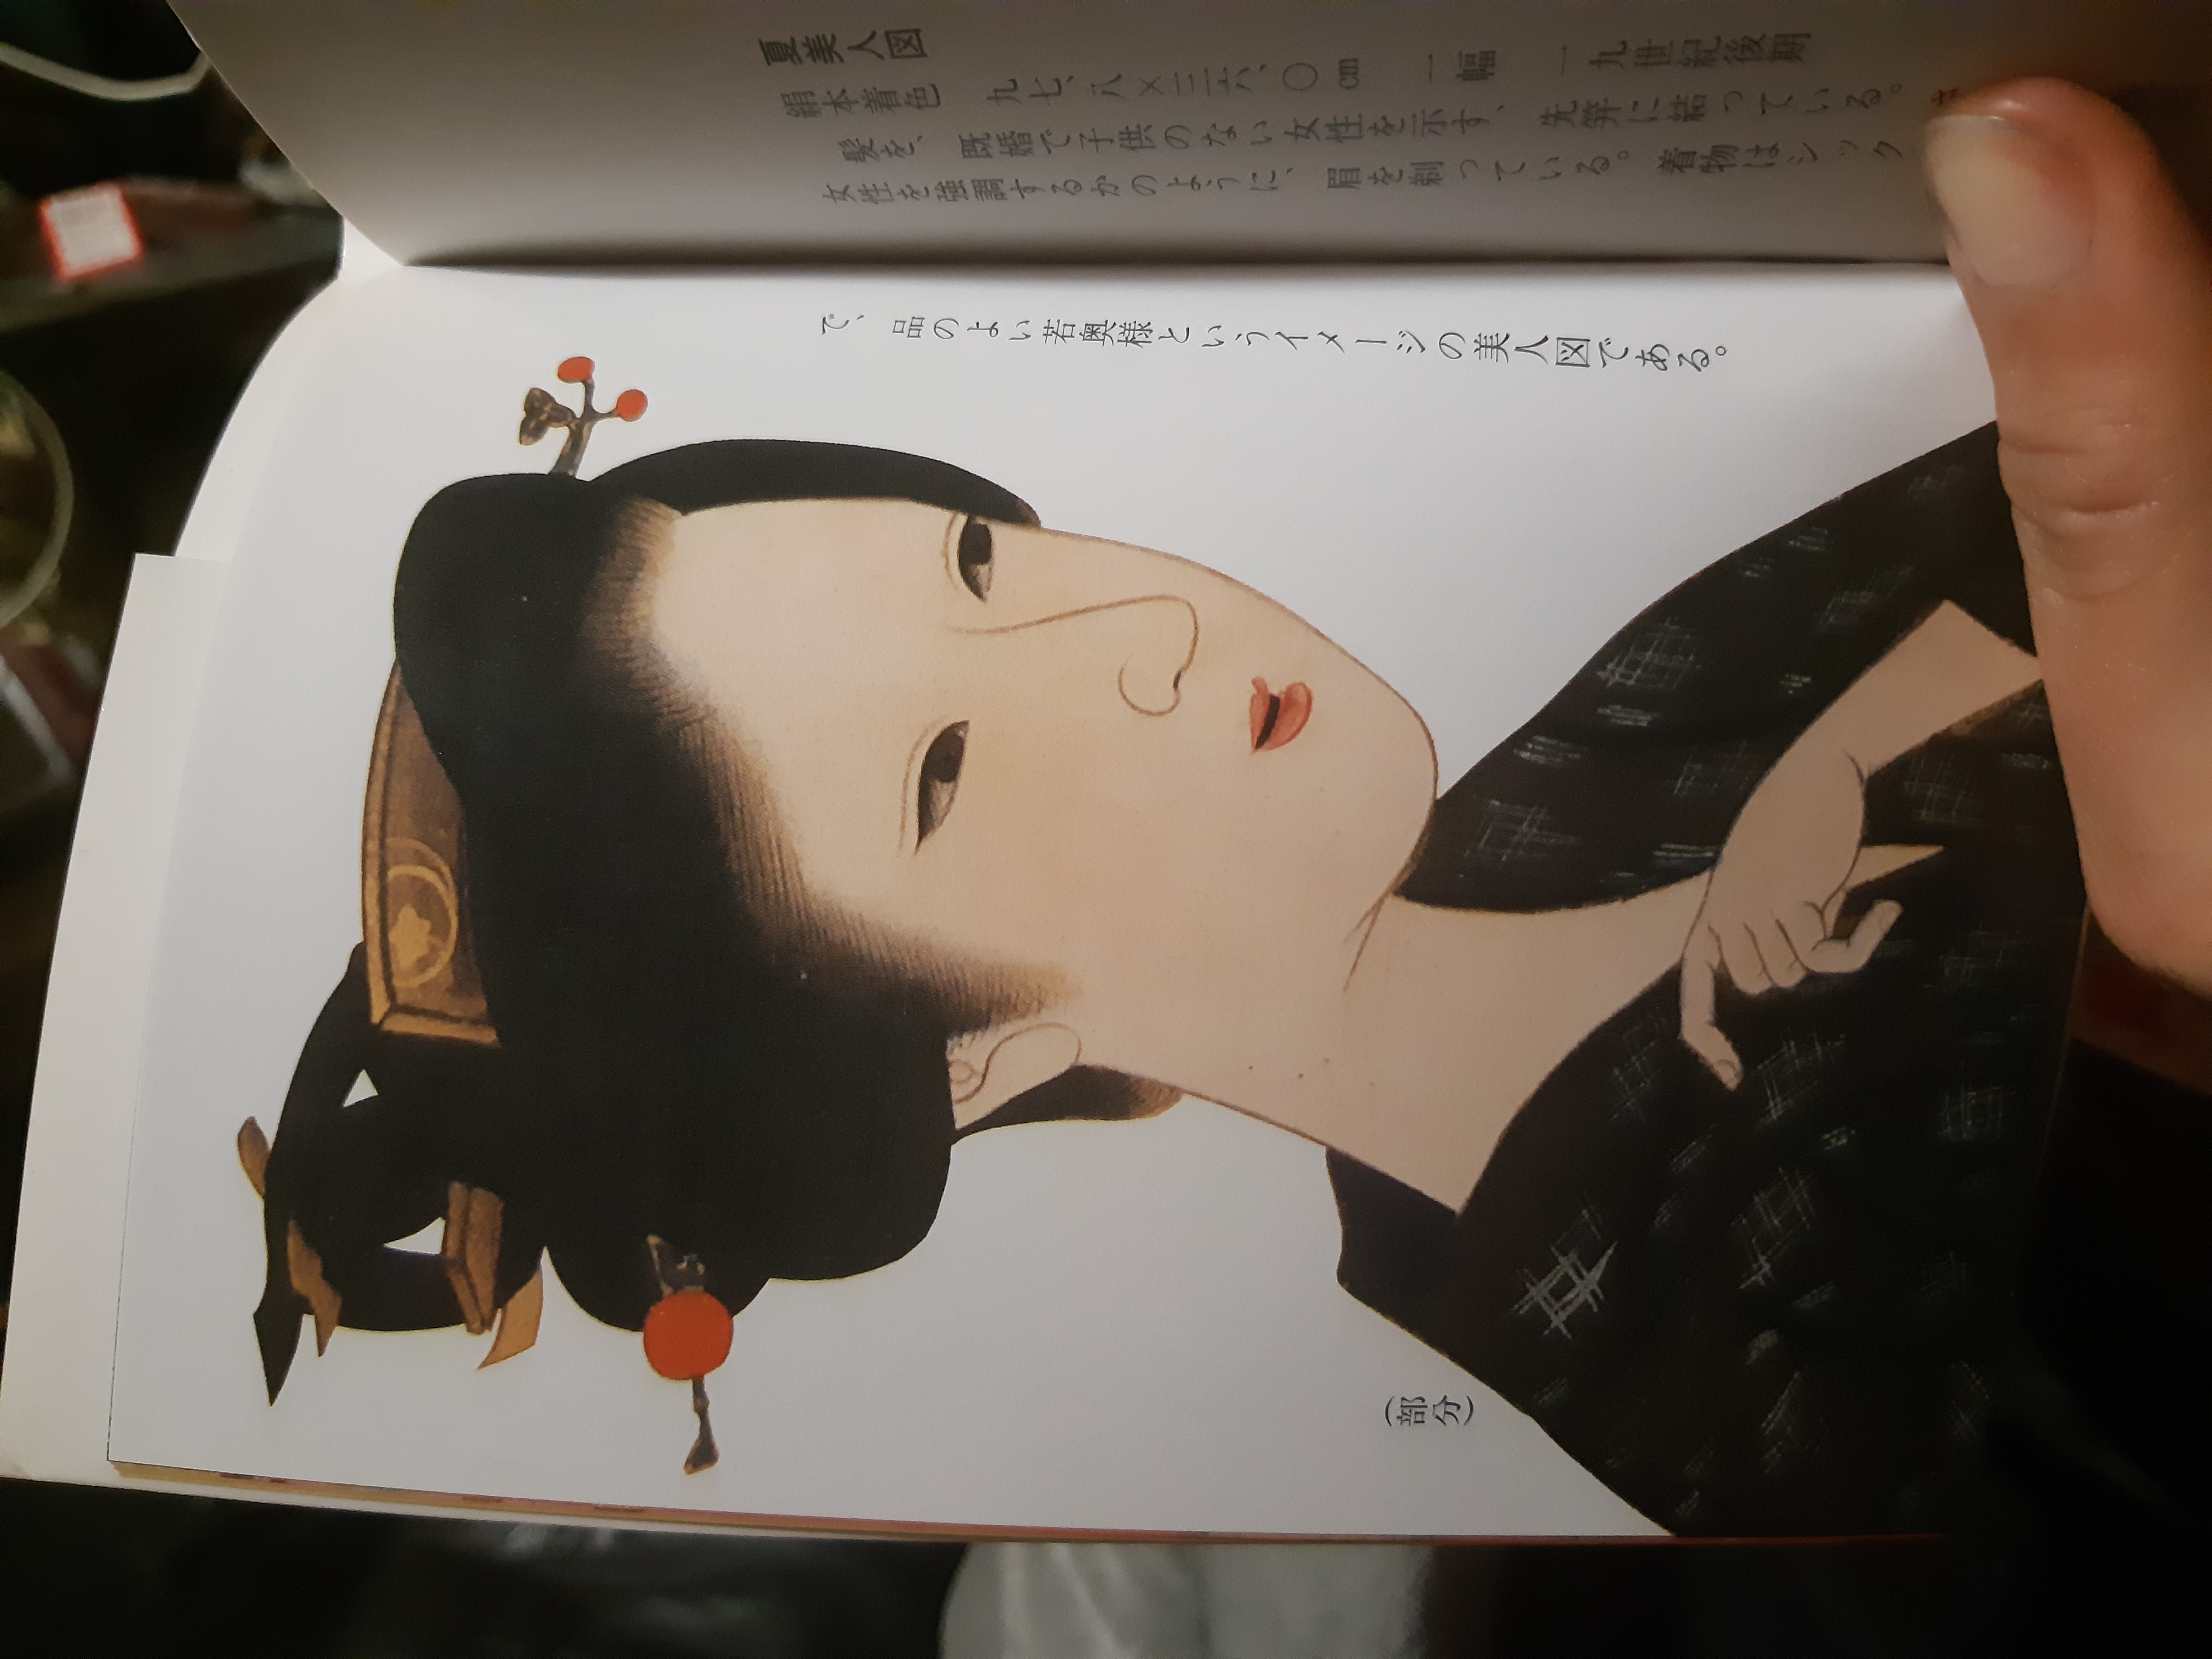 夏美人図
絹本着色　九七、八×三六、〇cm　一幅　一九世紀後期
髪を、既婚で子供のない女性を示す、先笄に結っている。
女性を強調するかのように、眉を剃っている。着物はシック
で、品のよい若奥様というイメージの美人図である。
（部分）